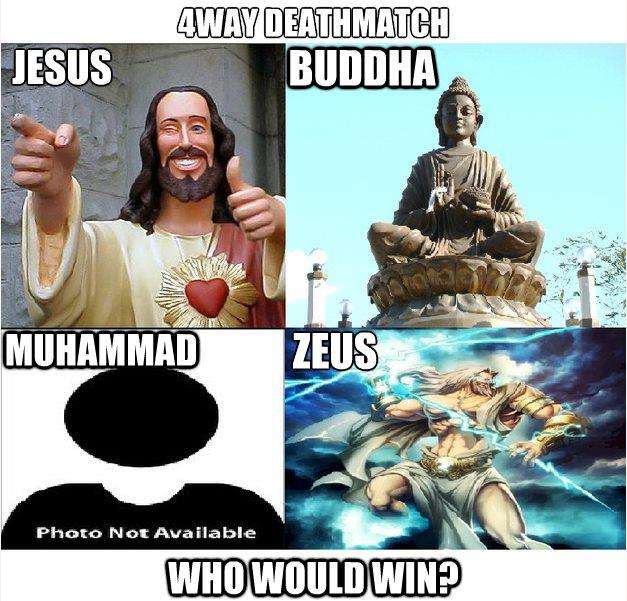 4WAY DEATHMATCH
JESUS
BUDDHA
MUHAMMAD
Photo Not Available
ZEUS
WHO WOULD WIN?